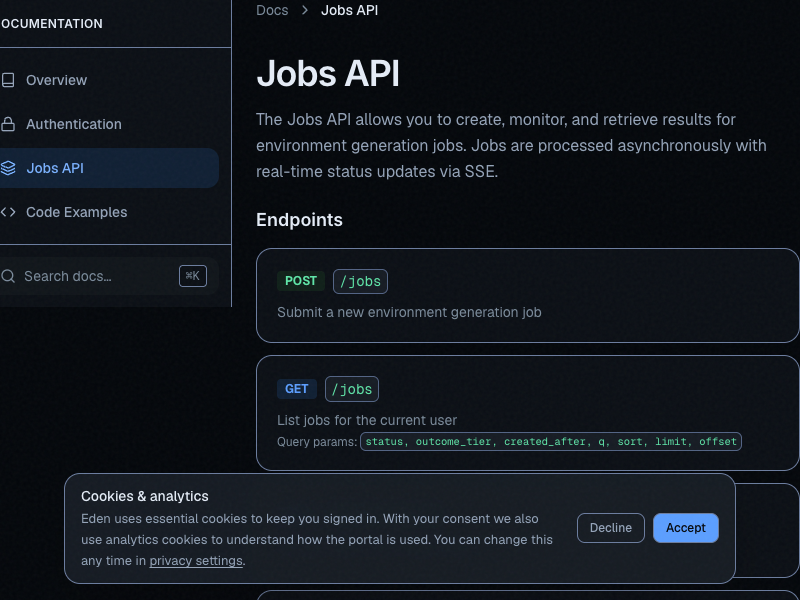 OCUMENTATION
Overview
Authentication
Jobs API
Code Examples
Search docs...
⌘K
Docs > Jobs API
Jobs API
The Jobs API allows you to create, monitor, and retrieve results for
environment generation jobs. Jobs are processed asynchronously with
real-time status updates via SSE.
Endpoints
POST /jobs
Submit a new environment generation job
GET /jobs
List jobs for the current user
Query params: status, outcome_tier, created_after, q, sort, limit, offset
Cookies & analytics
Eden uses essential cookies to keep you signed in. With your consent we also
use analytics cookies to understand how the portal is used. You can change this
any time in privacy settings.
Decline
Accept